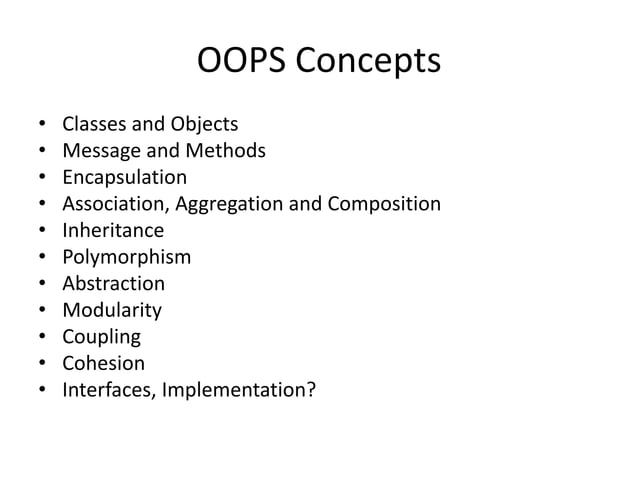 OOPS Concepts
• Classes and Objects
• Message and Methods
• Encapsulation
• Association, Aggregation and Composition
• Inheritance
• Polymorphism
• Abstraction
• Modularity
• Coupling
• Cohesion
• Interfaces, Implementation?